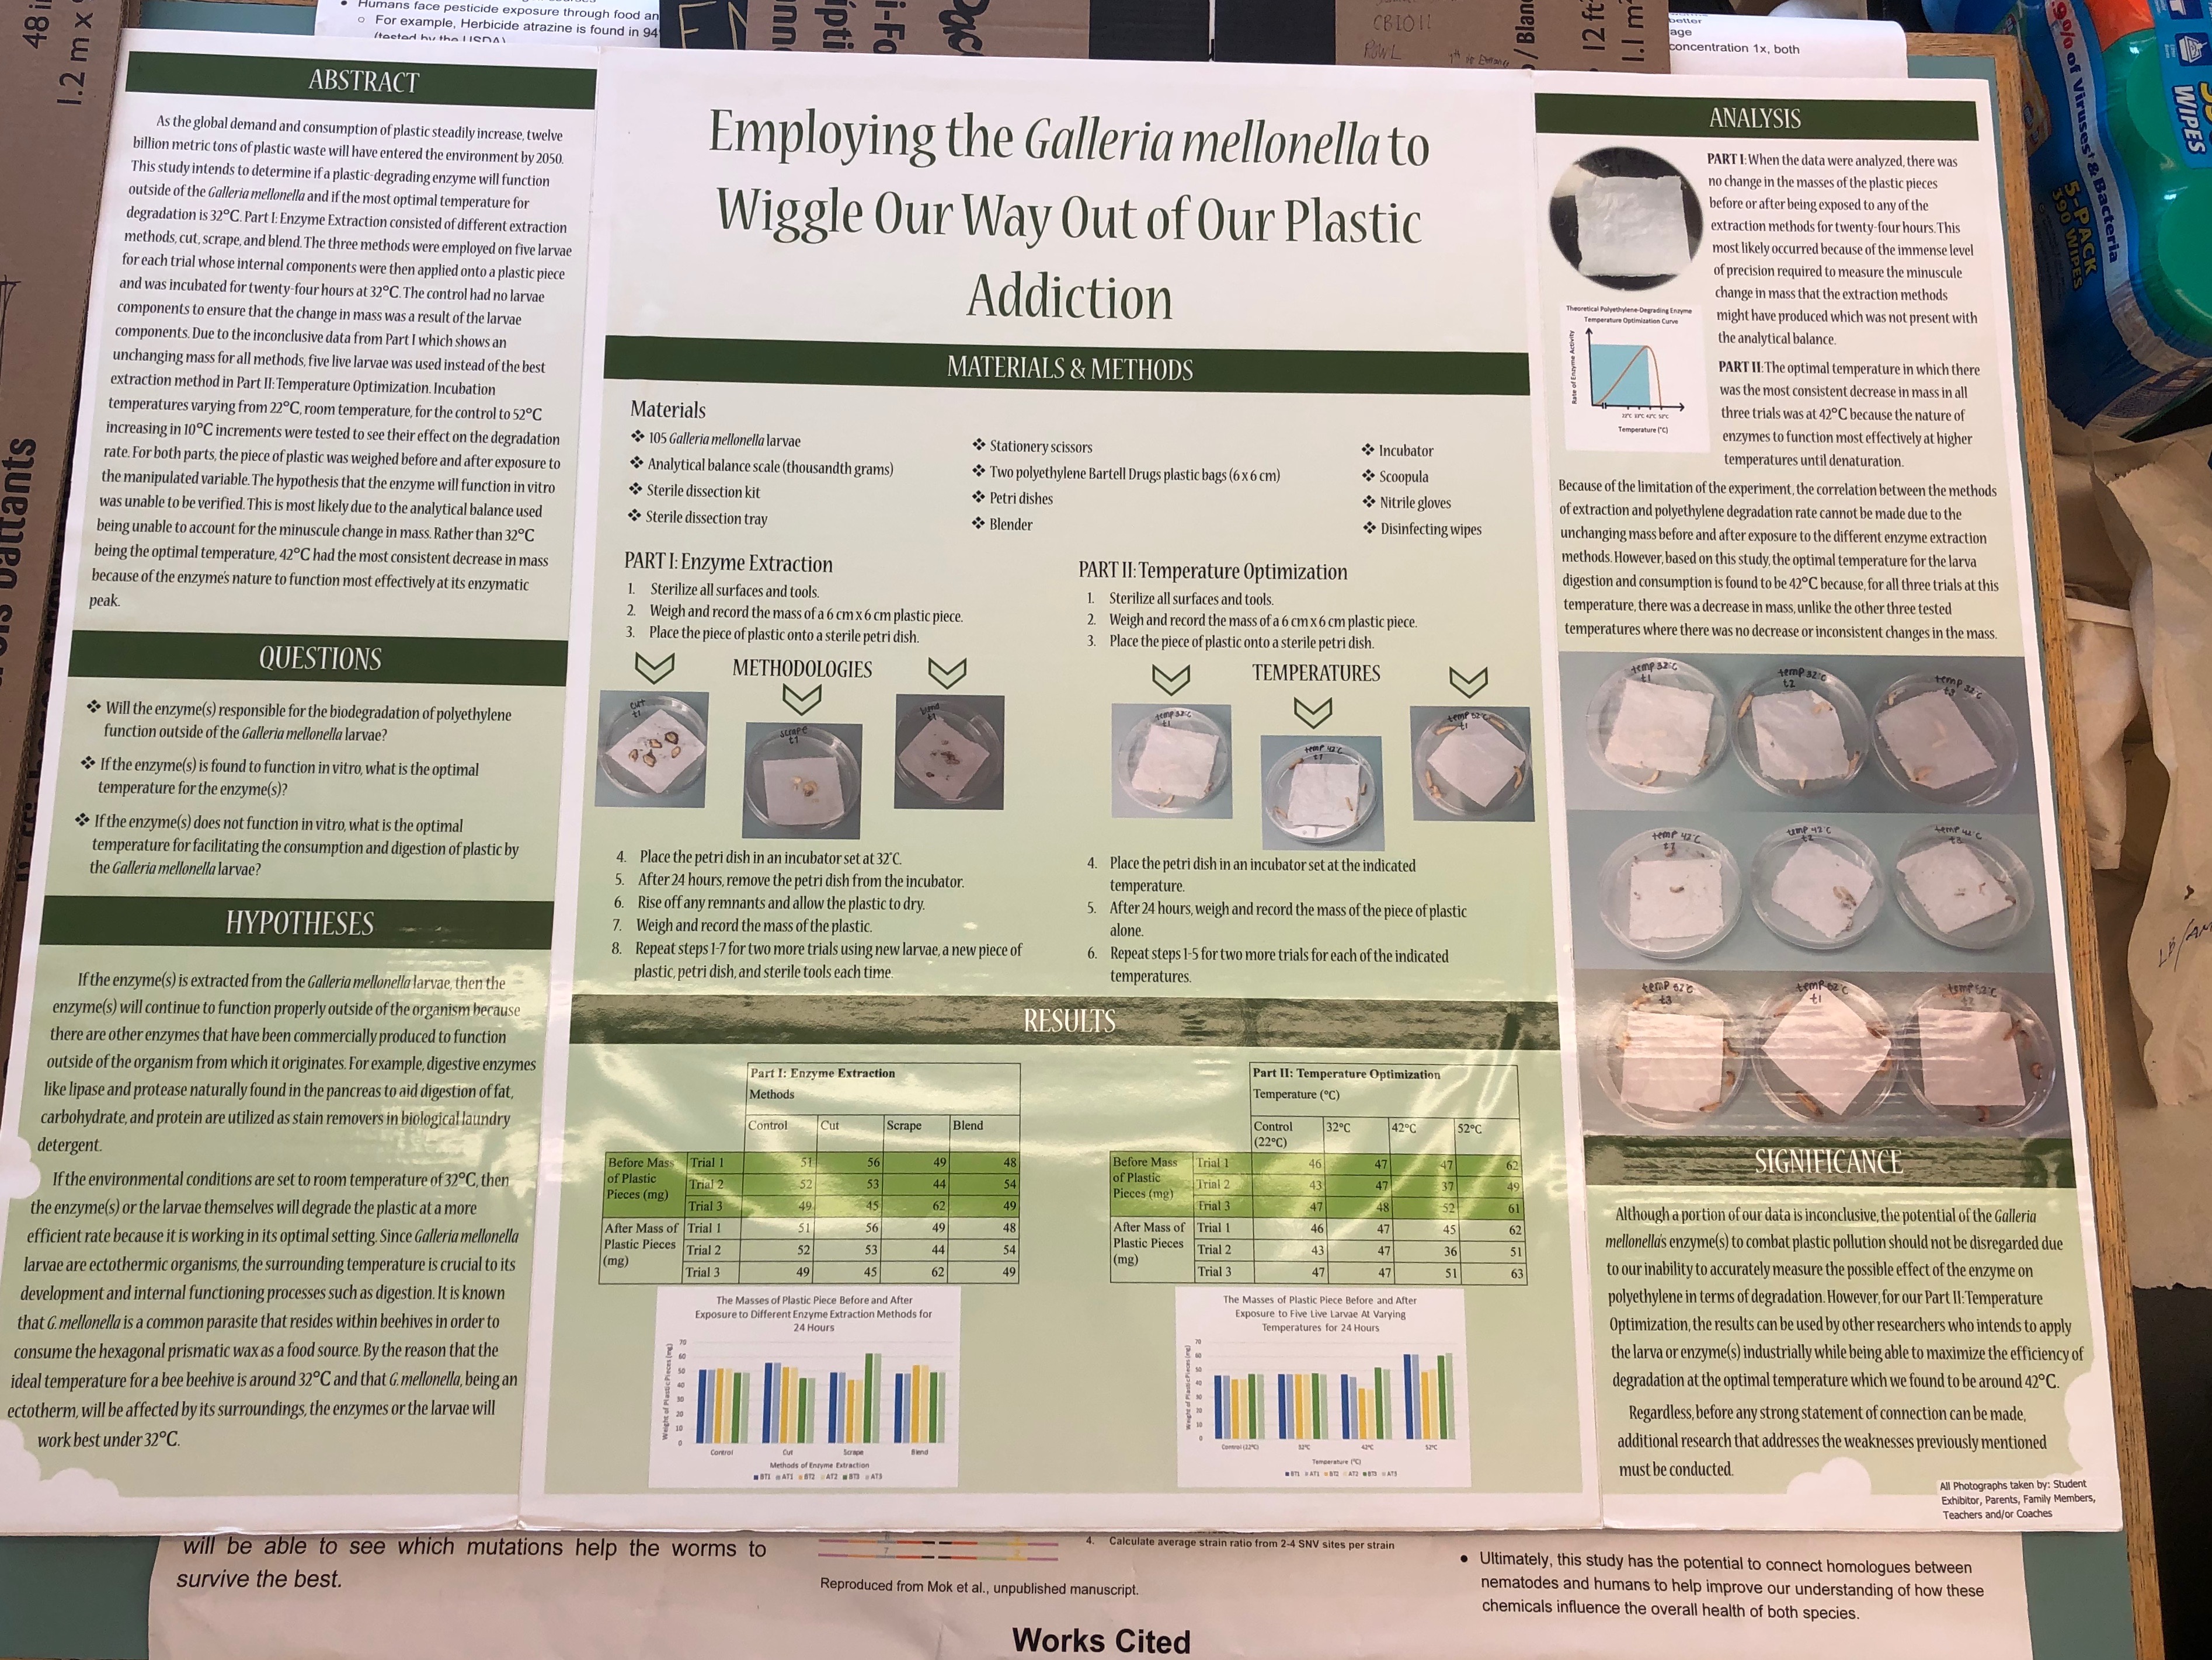 48 in
1.2 m x
Humans face pesticide exposure through food an
For example, Herbicide atrazine is found in 94
(tested by the USDA)
CBIO11
12 ft²
1.1 m²
better
age
concentration 1x, both
WIPES
9% of Viruses† & Bacteria
5-PACK
390 WIPES
ABSTRACT
As the global demand and consumption of plastic steadily increase, twelve
billion metric tons of plastic waste will have entered the environment by 2050.
This study intends to determine if a plastic-degrading enzyme will function
outside of the Galleria mellonella and if the most optimal temperature for
degradation is 32°C. Part I: Enzyme Extraction consisted of different extraction
methods, cut, scrape, and blend. The three methods were employed on five larvae
for each trial whose internal components were then applied onto a plastic piece
and was incubated for twenty-four hours at 32°C. The control had no larvae
components to ensure that the change in mass was a result of the larvae
components. Due to the inconclusive data from Part I which shows an
unchanging mass for all methods, five live larvae was used instead of the best
extraction method in Part II: Temperature Optimization. Incubation
temperatures varying from 22°C, room temperature, for the control to 52°C
increasing in 10°C increments were tested to see their effect on the degradation
rate. For both parts, the piece of plastic was weighed before and after exposure to
the manipulated variable. The hypothesis that the enzyme will function in vitro
was unable to be verified. This is most likely due to the analytical balance used
being unable to account for the minuscule change in mass. Rather than 32°C
being the optimal temperature, 42°C had the most consistent decrease in mass
because of the enzyme's nature to function most effectively at its enzymatic
peak.
QUESTIONS
❖ Will the enzyme(s) responsible for the biodegradation of polyethylene
function outside of the Galleria mellonella larvae?
❖ If the enzyme(s) is found to function in vitro, what is the optimal
temperature for the enzyme(s)?
❖ If the enzyme(s) does not function in vitro, what is the optimal
temperature for facilitating the consumption and digestion of plastic by
the Galleria mellonella larvae?
HYPOTHESES
If the enzyme(s) is extracted from the Galleria mellonella larvae, then the
enzyme(s) will continue to function properly outside of the organism because
there are other enzymes that have been commercially produced to function
outside of the organism from which it originates. For example, digestive enzymes
like lipase and protease naturally found in the pancreas to aid digestion of fat,
carbohydrate, and protein are utilized as stain removers in biological laundry
detergent.
If the environmental conditions are set to room temperature of 32°C, then
the enzyme(s) or the larvae themselves will degrade the plastic at a more
efficient rate because it is working in its optimal setting. Since Galleria mellonella
larvae are ectothermic organisms, the surrounding temperature is crucial to its
development and internal functioning processes such as digestion. It is known
that G. mellonella is a common parasite that resides within beehives in order to
consume the hexagonal prismatic wax as a food source. By the reason that the
ideal temperature for a bee beehive is around 32°C and that G. mellonella, being an
ectotherm, will be affected by its surroundings, the enzymes or the larvae will
work best under 32°C.
Employing the Galleria mellonella to
Wiggle Our Way Out of Our Plastic
Addiction
MATERIALS & METHODS
Materials
❖ 105 Galleria mellonella larvae
❖ Analytical balance scale (thousandth grams)
❖ Sterile dissection kit
❖ Sterile dissection tray
❖ Stationery scissors
❖ Two polyethylene Bartell Drugs plastic bags (6 x 6 cm)
❖ Petri dishes
❖ Blender
❖ Incubator
❖ Scoopula
❖ Nitrile gloves
❖ Disinfecting wipes
PART I: Enzyme Extraction
1. Sterilize all surfaces and tools.
2. Weigh and record the mass of a 6 cm x 6 cm plastic piece.
3. Place the piece of plastic onto a sterile petri dish.
METHODOLOGIES
cut t1
scrape t1
blend t1
4. Place the petri dish in an incubator set at 32°C.
5. After 24 hours, remove the petri dish from the incubator.
6. Rise off any remnants and allow the plastic to dry.
7. Weigh and record the mass of the plastic.
8. Repeat steps 1-7 for two more trials using new larvae, a new piece of
plastic, petri dish, and sterile tools each time.
PART II: Temperature Optimization
1. Sterilize all surfaces and tools.
2. Weigh and record the mass of a 6 cm x 6 cm plastic piece.
3. Place the piece of plastic onto a sterile petri dish.
TEMPERATURES
temp 32°C t1
temp 42°C t1
temp 52°C t1
4. Place the petri dish in an incubator set at the indicated
temperature.
5. After 24 hours, weigh and record the mass of the piece of plastic
alone.
6. Repeat steps 1-5 for two more trials for each of the indicated
temperatures.
RESULTS
Part I: Enzyme Extraction
Methods
Control Cut Scrape Blend
Before Mass of Plastic Pieces (mg)
Trial 1 51 56 49 48
Trial 2 52 53 44 54
Trial 3 49 45 62 49
After Mass of Plastic Pieces (mg)
Trial 1 51 56 49 48
Trial 2 52 53 44 54
Trial 3 49 45 62 49
Part II: Temperature Optimization
Temperature (°C)
Control (22°C) 32°C 42°C 52°C
Before Mass of Plastic Pieces (mg)
Trial 1 46 47 47 62
Trial 2 43 47 37 49
Trial 3 47 48 52 61
After Mass of Plastic Pieces (mg)
Trial 1 46 47 45 62
Trial 2 43 47 36 51
Trial 3 47 47 51 63
The Masses of Plastic Piece Before and After
Exposure to Different Enzyme Extraction Methods for
24 Hours
Weight of Plastic Pieces (mg)
70
60
50
40
30
20
10
0
Control Cut Scrape Blend
Methods of Enzyme Extraction
BT1 AT1 BT2 AT2 BT3 AT3
The Masses of Plastic Piece Before and After
Exposure to Five Live Larvae At Varying
Temperatures for 24 Hours
Weight of Plastic Pieces (mg)
70
60
50
40
30
20
10
0
Control (22°C) 32°C 42°C 52°C
Temperature (°C)
BT1 AT1 BT2 AT2 BT3 AT3
ANALYSIS
PART I: When the data were analyzed, there was
no change in the masses of the plastic pieces
before or after being exposed to any of the
extraction methods for twenty-four hours. This
most likely occurred because of the immense level
of precision required to measure the minuscule
change in mass that the extraction methods
might have produced which was not present with
the analytical balance.
Theoretical Polyethylene-Degrading Enzyme
Temperature Optimization Curve
Rate of Enzyme Activity
22°C 32°C 42°C 52°C
Temperature (°C)
PART II: The optimal temperature in which there
was the most consistent decrease in mass in all
three trials was at 42°C because the nature of
enzymes to function most effectively at higher
temperatures until denaturation.
Because of the limitation of the experiment, the correlation between the methods
of extraction and polyethylene degradation rate cannot be made due to the
unchanging mass before and after exposure to the different enzyme extraction
methods. However, based on this study, the optimal temperature for the larva
digestion and consumption is found to be 42°C because, for all three trials at this
temperature, there was a decrease in mass, unlike the other three tested
temperatures where there was no decrease or inconsistent changes in the mass.
temp 32°C t1
temp 32°C t2
temp 32°C t3
temp 42°C t1
temp 42°C t2
temp 42°C t3
temp 52°C t3
temp 52°C t1
temp 52°C t2
SIGNIFICANCE
Although a portion of our data is inconclusive, the potential of the Galleria
mellonella's enzyme(s) to combat plastic pollution should not be disregarded due
to our inability to accurately measure the possible effect of the enzyme on
polyethylene in terms of degradation. However, for our Part II: Temperature
Optimization, the results can be used by other researchers who intends to apply
the larva or enzyme(s) industrially while being able to maximize the efficiency of
degradation at the optimal temperature which we found to be around 42°C.
Regardless, before any strong statement of connection can be made,
additional research that addresses the weaknesses previously mentioned
must be conducted.
All Photographs taken by: Student
Exhibitor, Parents, Family Members,
Teachers and/or Coaches
will be able to see which mutations help the worms to
survive the best.
4. Calculate average strain ratio from 2-4 SNV sites per strain
Reproduced from Mok et al., unpublished manuscript.
Works Cited
Ultimately, this study has the potential to connect homologues between
nematodes and humans to help improve our understanding of how these
chemicals influence the overall health of both species.